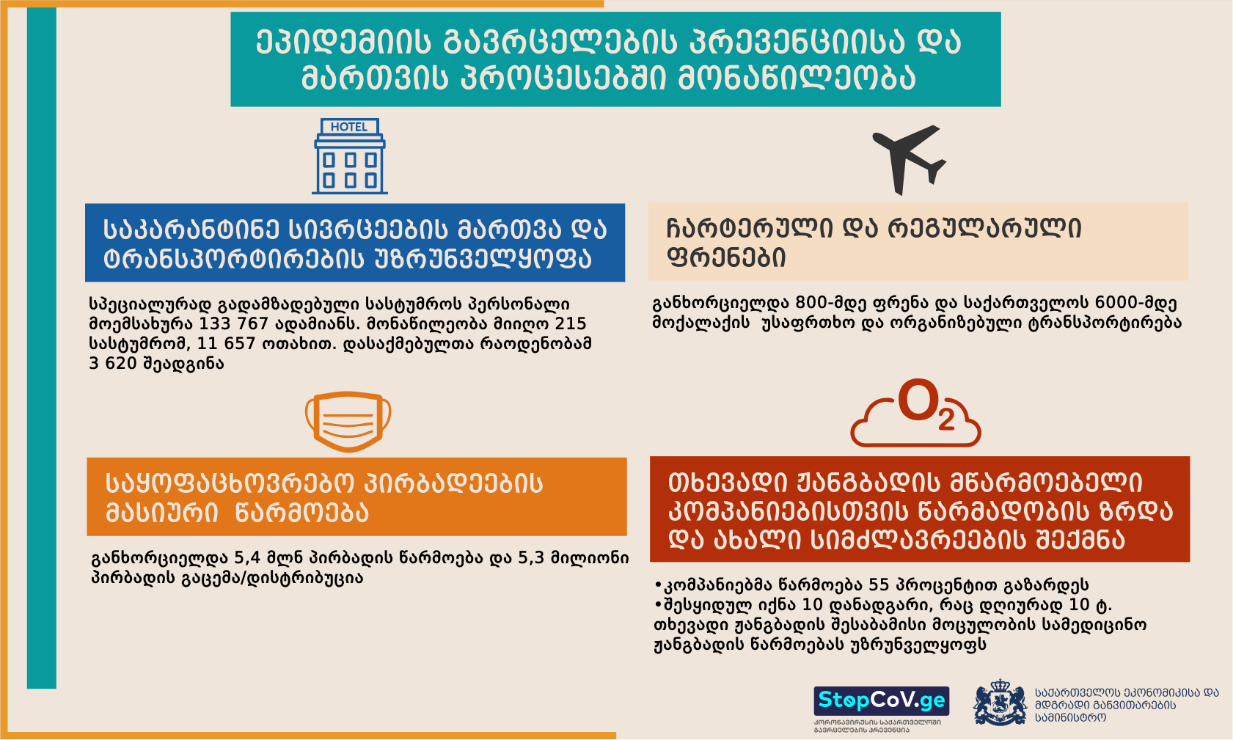 ეპიდემიის გავრცელების პრევენციისა და
მართვის პროცესებში მონაწილეობა
HOTEL
საკარანტინე სივრცეების მართვა და
ტრანსპორტირების უზრუნველყოფა
სპეციალურად გადამზადებული სასტუმროს პერსონალი
მოემსახურა 133 767 ადამიანს. მონაწილეობა მიიღო 215
სასტუმრომ, 11 657 ოთახით. დასაქმებულთა რაოდენობამ
3 620 შეადგინა
ჩარტერული და რეგულარული
ფრენები
განხორციელდა 800-მდე ფრენა და საქართველოს 6000-მდე
მოქალაქის უსაფრთხო და ორგანიზებული ტრანსპორტირება
საყოფაცხოვრებო პირბადეების
მასიური წარმოება
განხორციელდა 5,4 მლნ პირბადის წარმოება და 5,3 მილიონი
პირბადის გაცემა/დისტრიბუცია
O2
თხევადი ჟანგბადის მწარმოებელი
კომპანიებისთვის წარმადობის ზრდა
და ახალი სიმძლავრეების შექმნა
•კომპანიებმა წარმოება 55 პროცენტით გაზარდეს
•შესყიდულ იქნა 10 დანადგარი, რაც დღიურად 10 ტ.
თხევადი ჟანგბადის შესაბამისი მოცულობის სამედიცინო
ჟანგბადის წარმოებას უზრუნველყოფს
StopCoV.ge
კორონავირუსის საქართველოში
გავრცელების პრევენცია
საქართველოს ეკონომიკისა და
მდგრადი განვითარების
სამინისტრო